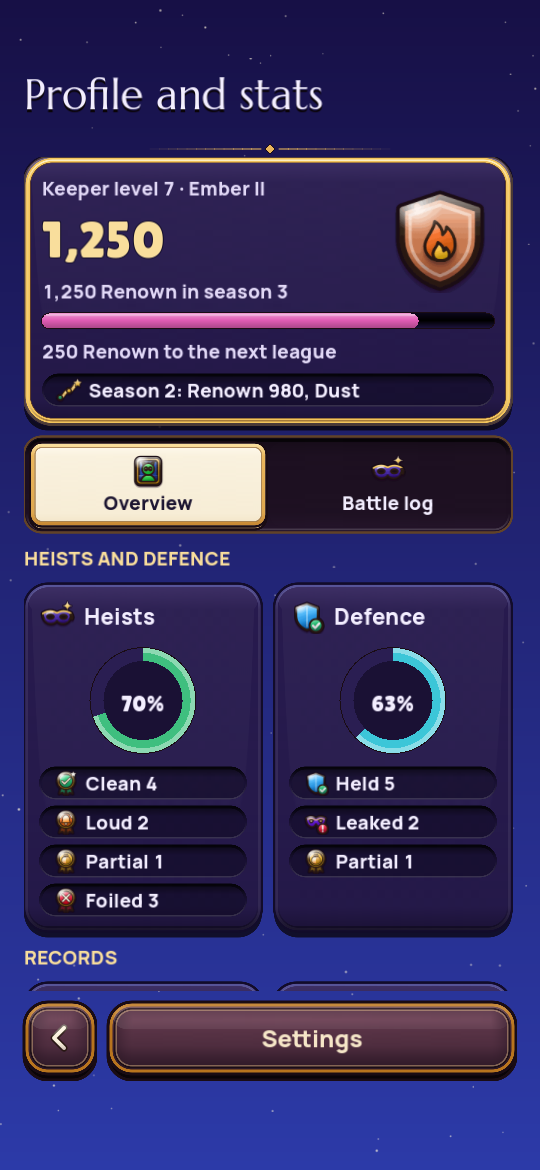 Profile and stats
Keeper level 7 · Ember II
1,250
1,250 Renown in season 3
250 Renown to the next league
Season 2: Renown 980, Dust
Overview
Battle log
HEISTS AND DEFENCE
Heists
70%
Clean 4
Loud 2
Partial 1
Foiled 3
Defence
63%
Held 5
Leaked 2
Partial 1
RECORDS
Settings